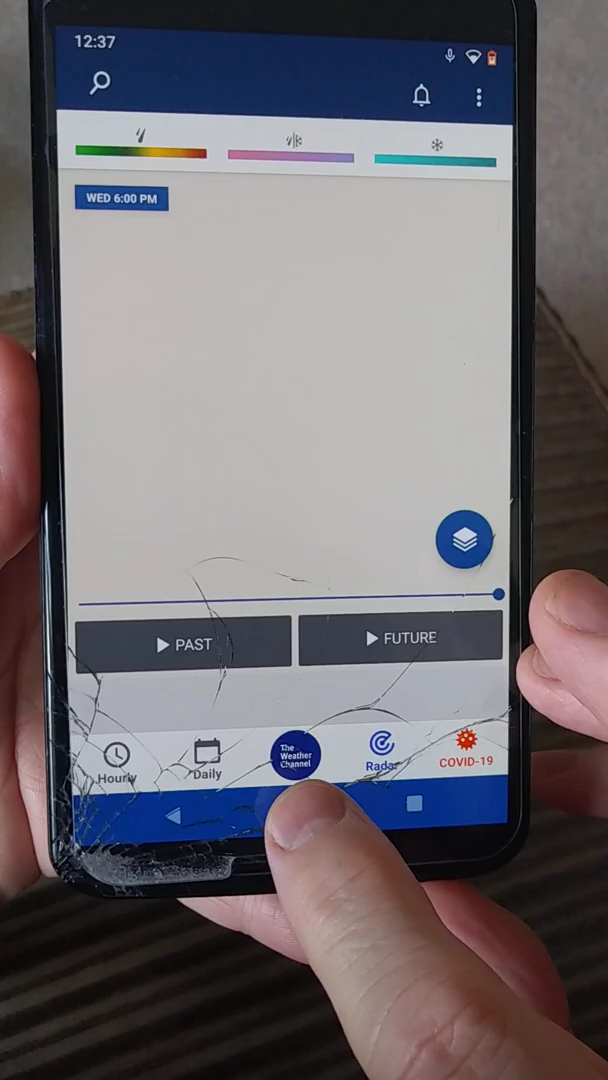 12:37
WED 6:00 PM
PAST
FUTURE
Hourly
Daily
The
Weather
Channel
Radar
COVID-19